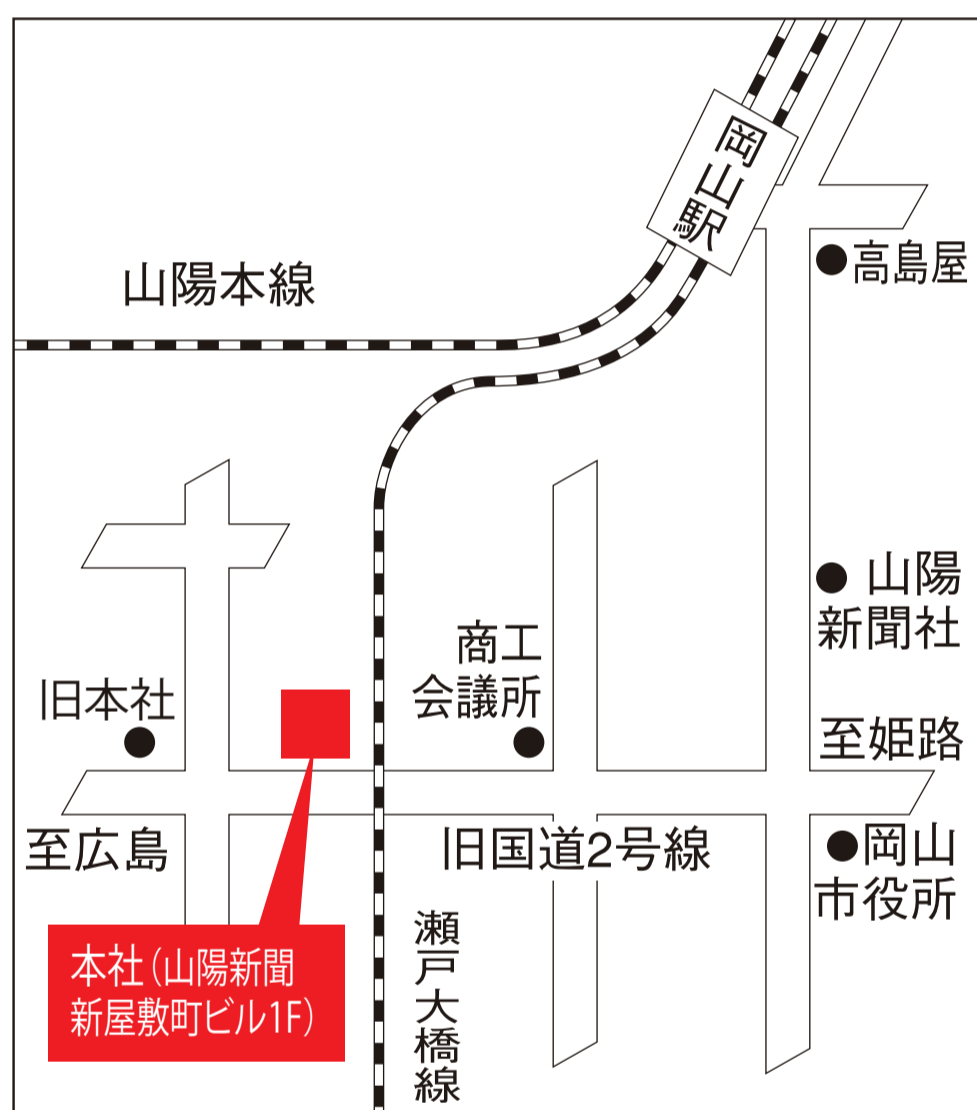 岡山駅
高島屋
山陽本線
山陽
新聞社
商工
会議所
旧本社
至姫路
至広島
旧国道2号線
岡山
市役所
瀬戸大橋線
本社(山陽新聞
新屋敷町ビル1F)